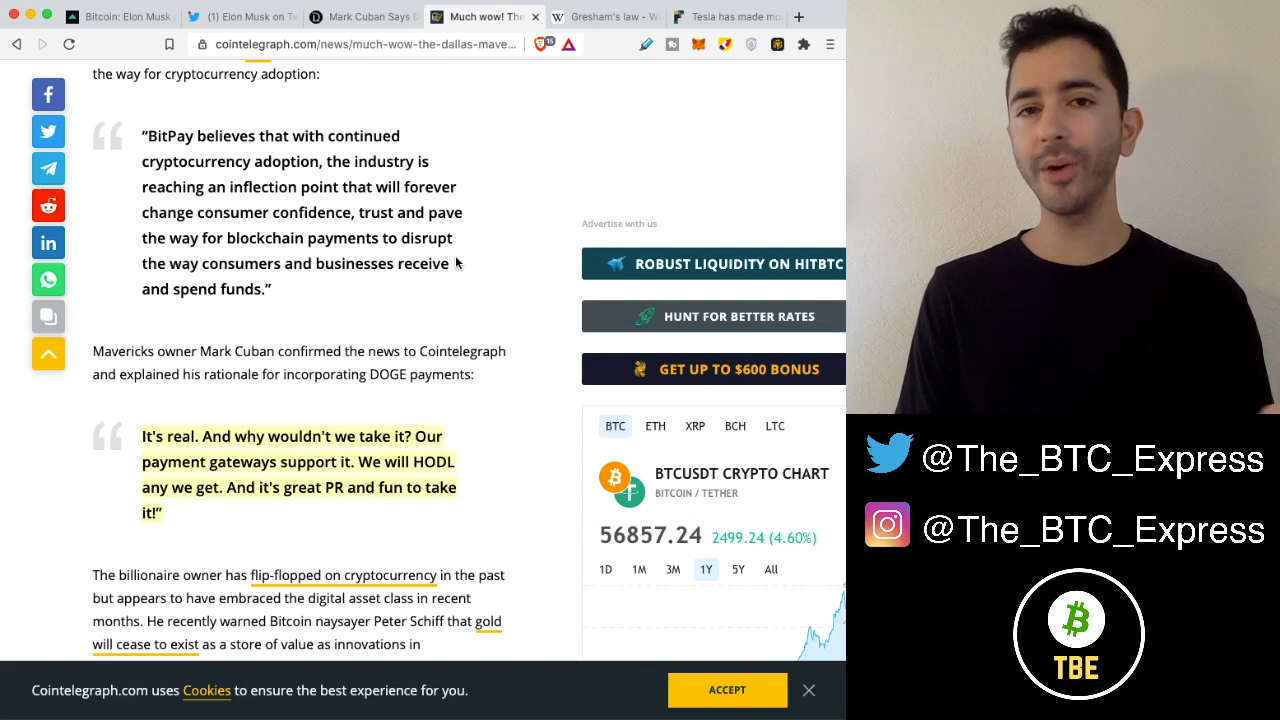 Bitcoin: Elon Musk
(1) Elon Musk on Tw
Mark Cuban Says D
Much wow! The
Gresham's law - W
Tesla has made mo
cointelegraph.com/news/much-wow-the-dallas-mave...
15
the way for cryptocurrency adoption:
“BitPay believes that with continued
cryptocurrency adoption, the industry is
reaching an inflection point that will forever
change consumer confidence, trust and pave
the way for blockchain payments to disrupt
the way consumers and businesses receive
and spend funds.”
Mavericks owner Mark Cuban confirmed the news to Cointelegraph
and explained his rationale for incorporating DOGE payments:
It's real. And why wouldn't we take it? Our
payment gateways support it. We will HODL
any we get. And it's great PR and fun to take
it!”
The billionaire owner has flip-flopped on cryptocurrency in the past
but appears to have embraced the digital asset class in recent
months. He recently warned Bitcoin naysayer Peter Schiff that gold
will cease to exist as a store of value as innovations in
Advertise with us
ROBUST LIQUIDITY ON HITBTC
HUNT FOR BETTER RATES
GET UP TO $600 BONUS
BTC ETH XRP BCH LTC
BTCUSDT CRYPTO CHART
BITCOIN / TETHER
56857.24 2499.24 (4.60%)
1D 1M 3M 1Y 5Y All
Cointelegraph.com uses Cookies to ensure the best experience for you.
ACCEPT
@The_BTC_Express
@The_BTC_Express
TBE